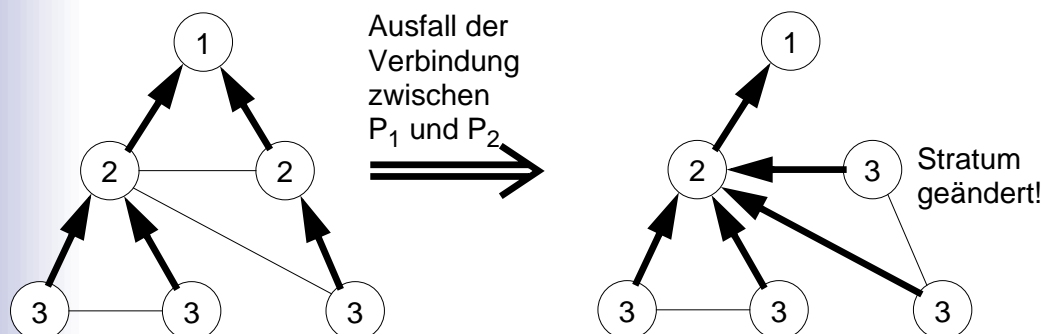 1
Ausfall der
Verbindung
zwischen
P1 und P2
2
2
3
3
3
1
2
3
Stratum
geändert!
3
3
3